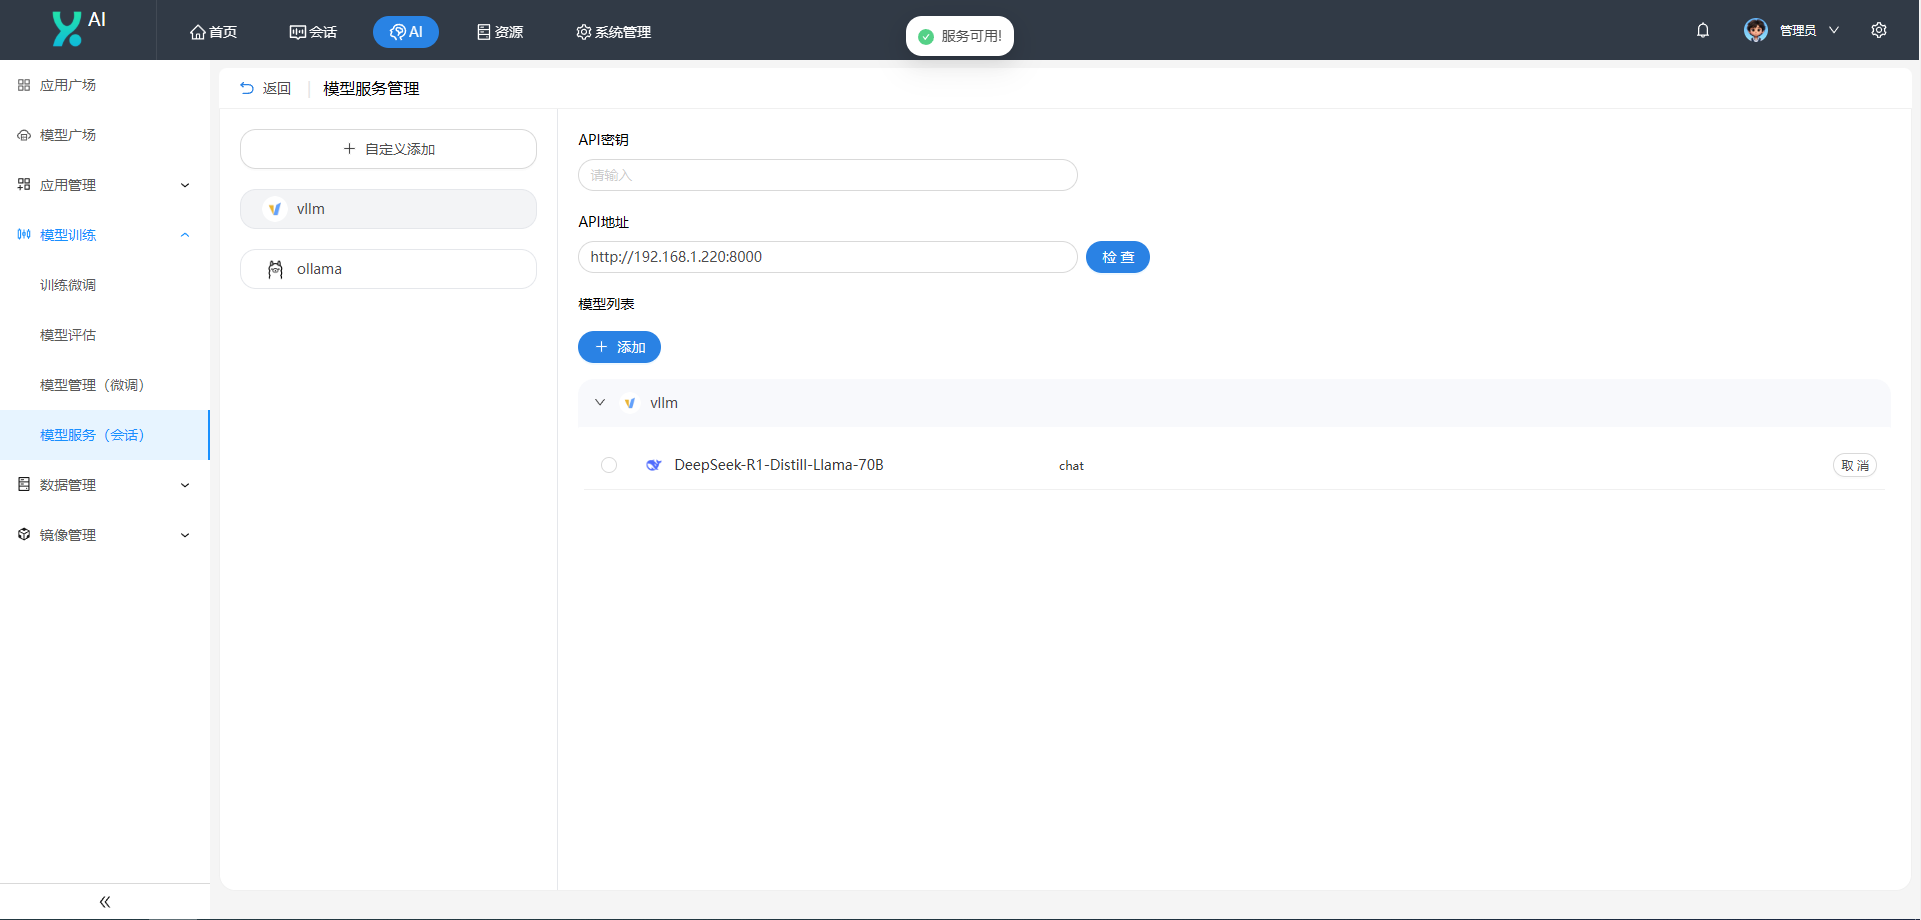 AI
首页
会话
AI
资源
系统管理
服务可用!
管理员
应用广场
模型广场
应用管理
模型训练
训练微调
模型评估
模型管理（微调）
模型服务（会话）
数据管理
镜像管理
返回
模型服务管理
自定义添加
vllm
ollama
API密钥
请输入
API地址
http://192.168.1.220:8000
检 查
模型列表
添加
vllm
DeepSeek-R1-Distill-Llama-70B
chat
取 消